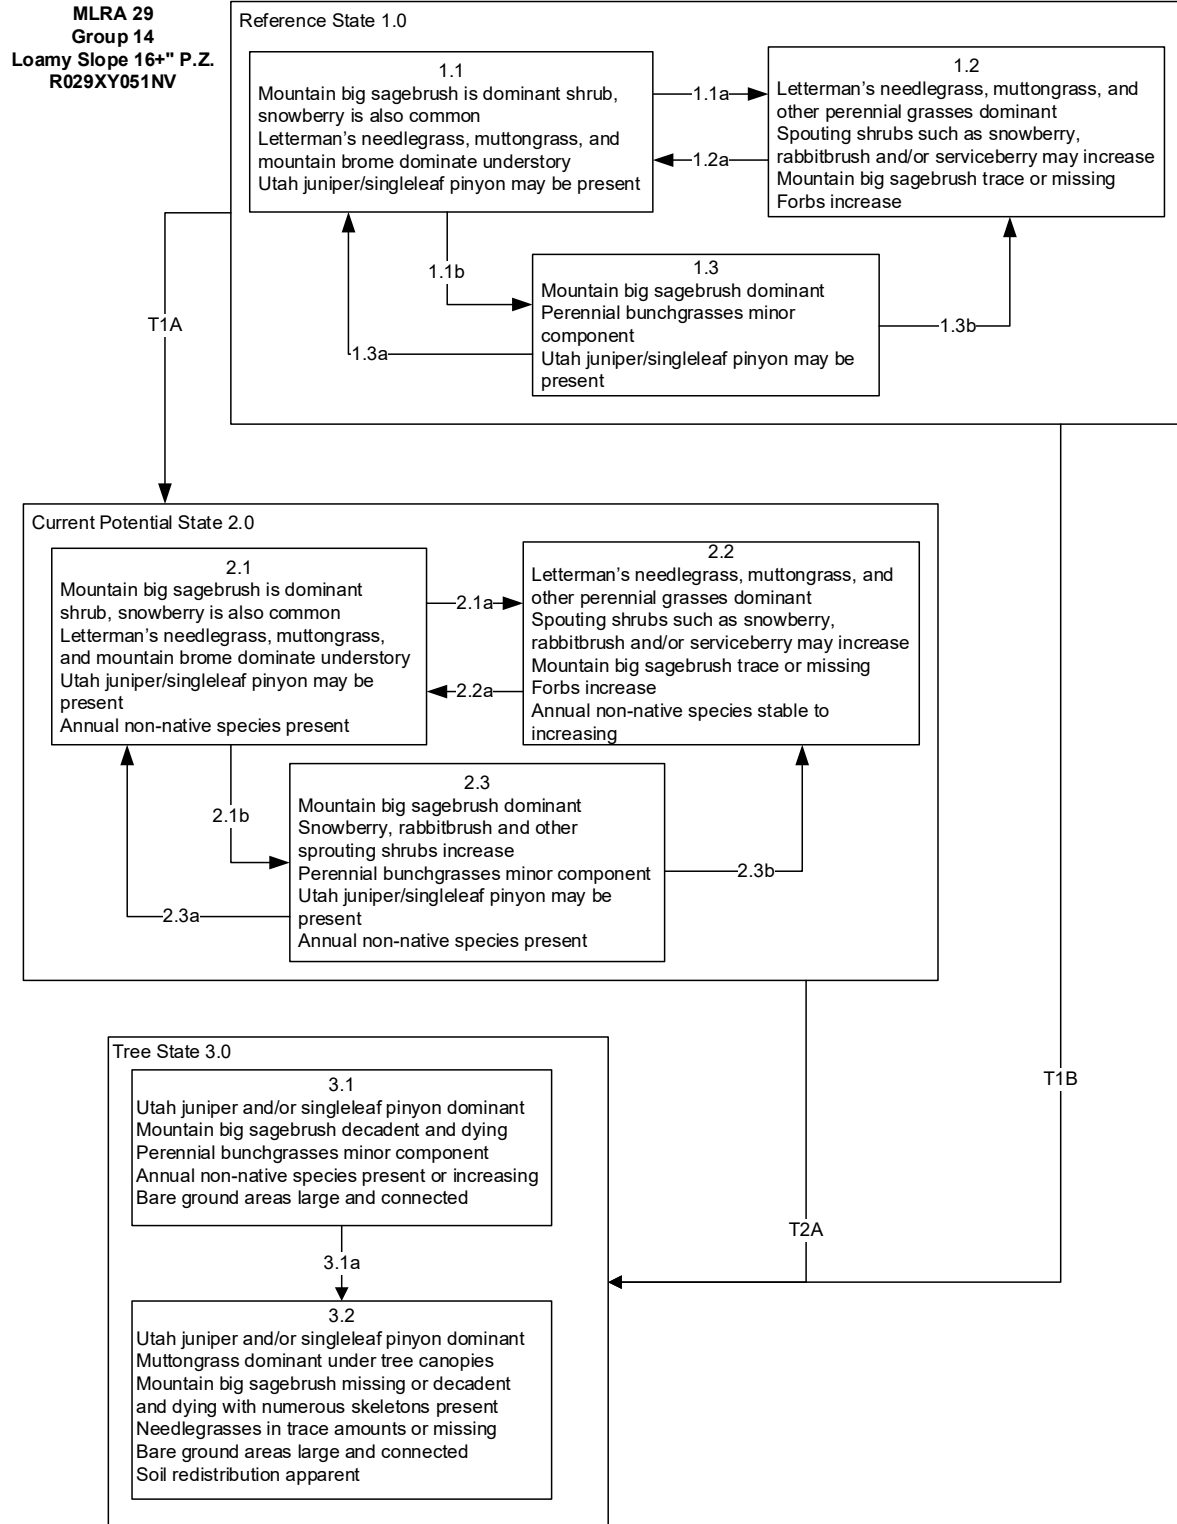 MLRA 29
Group 14
Loamy Slope 16+" P.Z.
R029XY051NV
Reference State 1.0
1.1
Mountain big sagebrush is dominant shrub,
snowberry is also common
Letterman's needlegrass, muttongrass, and
mountain brome dominate understory
Utah juniper/singleleaf pinyon may be present
1.1a
1.2a
1.2
Letterman's needlegrass, muttongrass, and
other perennial grasses dominant
Spouting shrubs such as snowberry,
rabbitbrush and/or serviceberry may increase
Mountain big sagebrush trace or missing
Forbs increase
1.1b
1.3
Mountain big sagebrush dominant
Perennial bunchgrasses minor
component
Utah juniper/singleleaf pinyon may be
present
1.3a
1.3b
T1A
Current Potential State 2.0
2.1
Mountain big sagebrush is dominant
shrub, snowberry is also common
Letterman's needlegrass, muttongrass,
and mountain brome dominate understory
Utah juniper/singleleaf pinyon may be
present
Annual non-native species present
2.1a
2.2a
2.2
Letterman's needlegrass, muttongrass, and
other perennial grasses dominant
Spouting shrubs such as snowberry,
rabbitbrush and/or serviceberry may increase
Mountain big sagebrush trace or missing
Forbs increase
Annual non-native species stable to
increasing
2.1b
2.3
Mountain big sagebrush dominant
Snowberry, rabbitbrush and other
sprouting shrubs increase
Perennial bunchgrasses minor component
Utah juniper/singleleaf pinyon may be
present
Annual non-native species present
2.3a
2.3b
Tree State 3.0
3.1
Utah juniper and/or singleleaf pinyon dominant
Mountain big sagebrush decadent and dying
Perennial bunchgrasses minor component
Annual non-native species present or increasing
Bare ground areas large and connected
T1B
T2A
3.1a
3.2
Utah juniper and/or singleleaf pinyon dominant
Muttongrass dominant under tree canopies
Mountain big sagebrush missing or decadent
and dying with numerous skeletons present
Needlegrasses in trace amounts or missing
Bare ground areas large and connected
Soil redistribution apparent